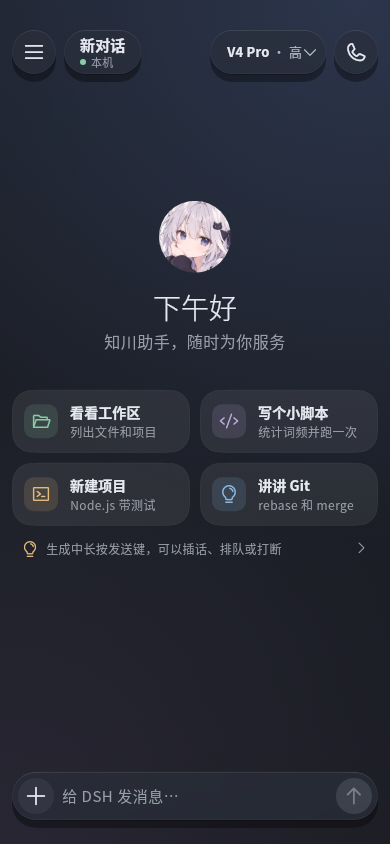 新对话
本机
V4 Pro · 高
下午好
知川助手，随时为你服务
看看工作区
列出文件和项目
写个小脚本
统计词频并跑一次
新建项目
Node.js 带测试
讲讲 Git
rebase 和 merge
生成中长按发送键，可以插话、排队或打断
给 DSH 发消息…